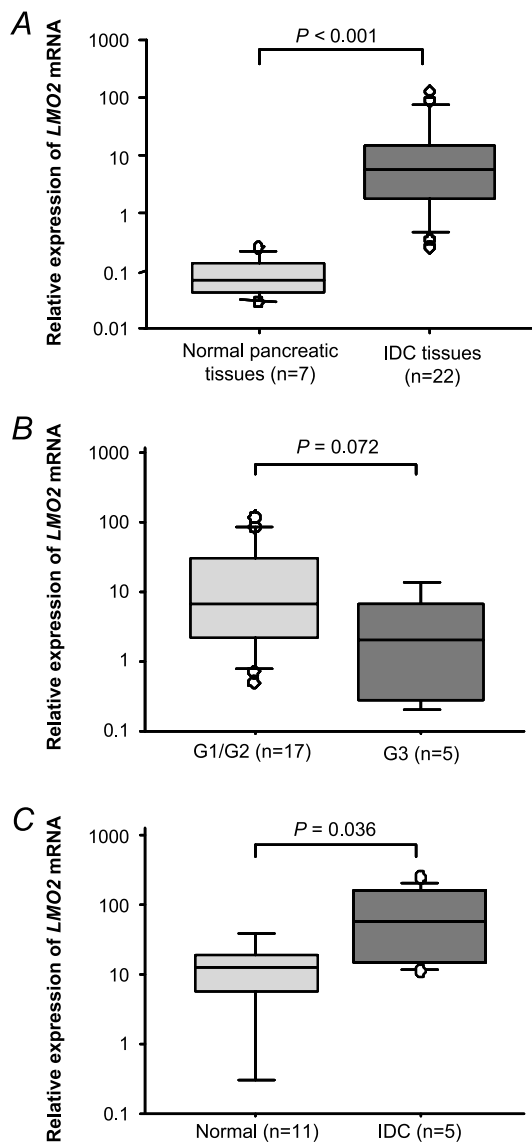 A
Relative expression of LMO2 mRNA
1000
100
10
1
0.1
0.01
P < 0.001
Normal pancreatic
tissues (n=7)
IDC tissues
(n=22)
B
Relative expression of LMO2 mRNA
1000
100
10
1
0.1
P = 0.072
G1/G2 (n=17)
G3 (n=5)
C
Relative expression of LMO2 mRNA
1000
100
10
1
0.1
P = 0.036
Normal (n=11)
IDC (n=5)